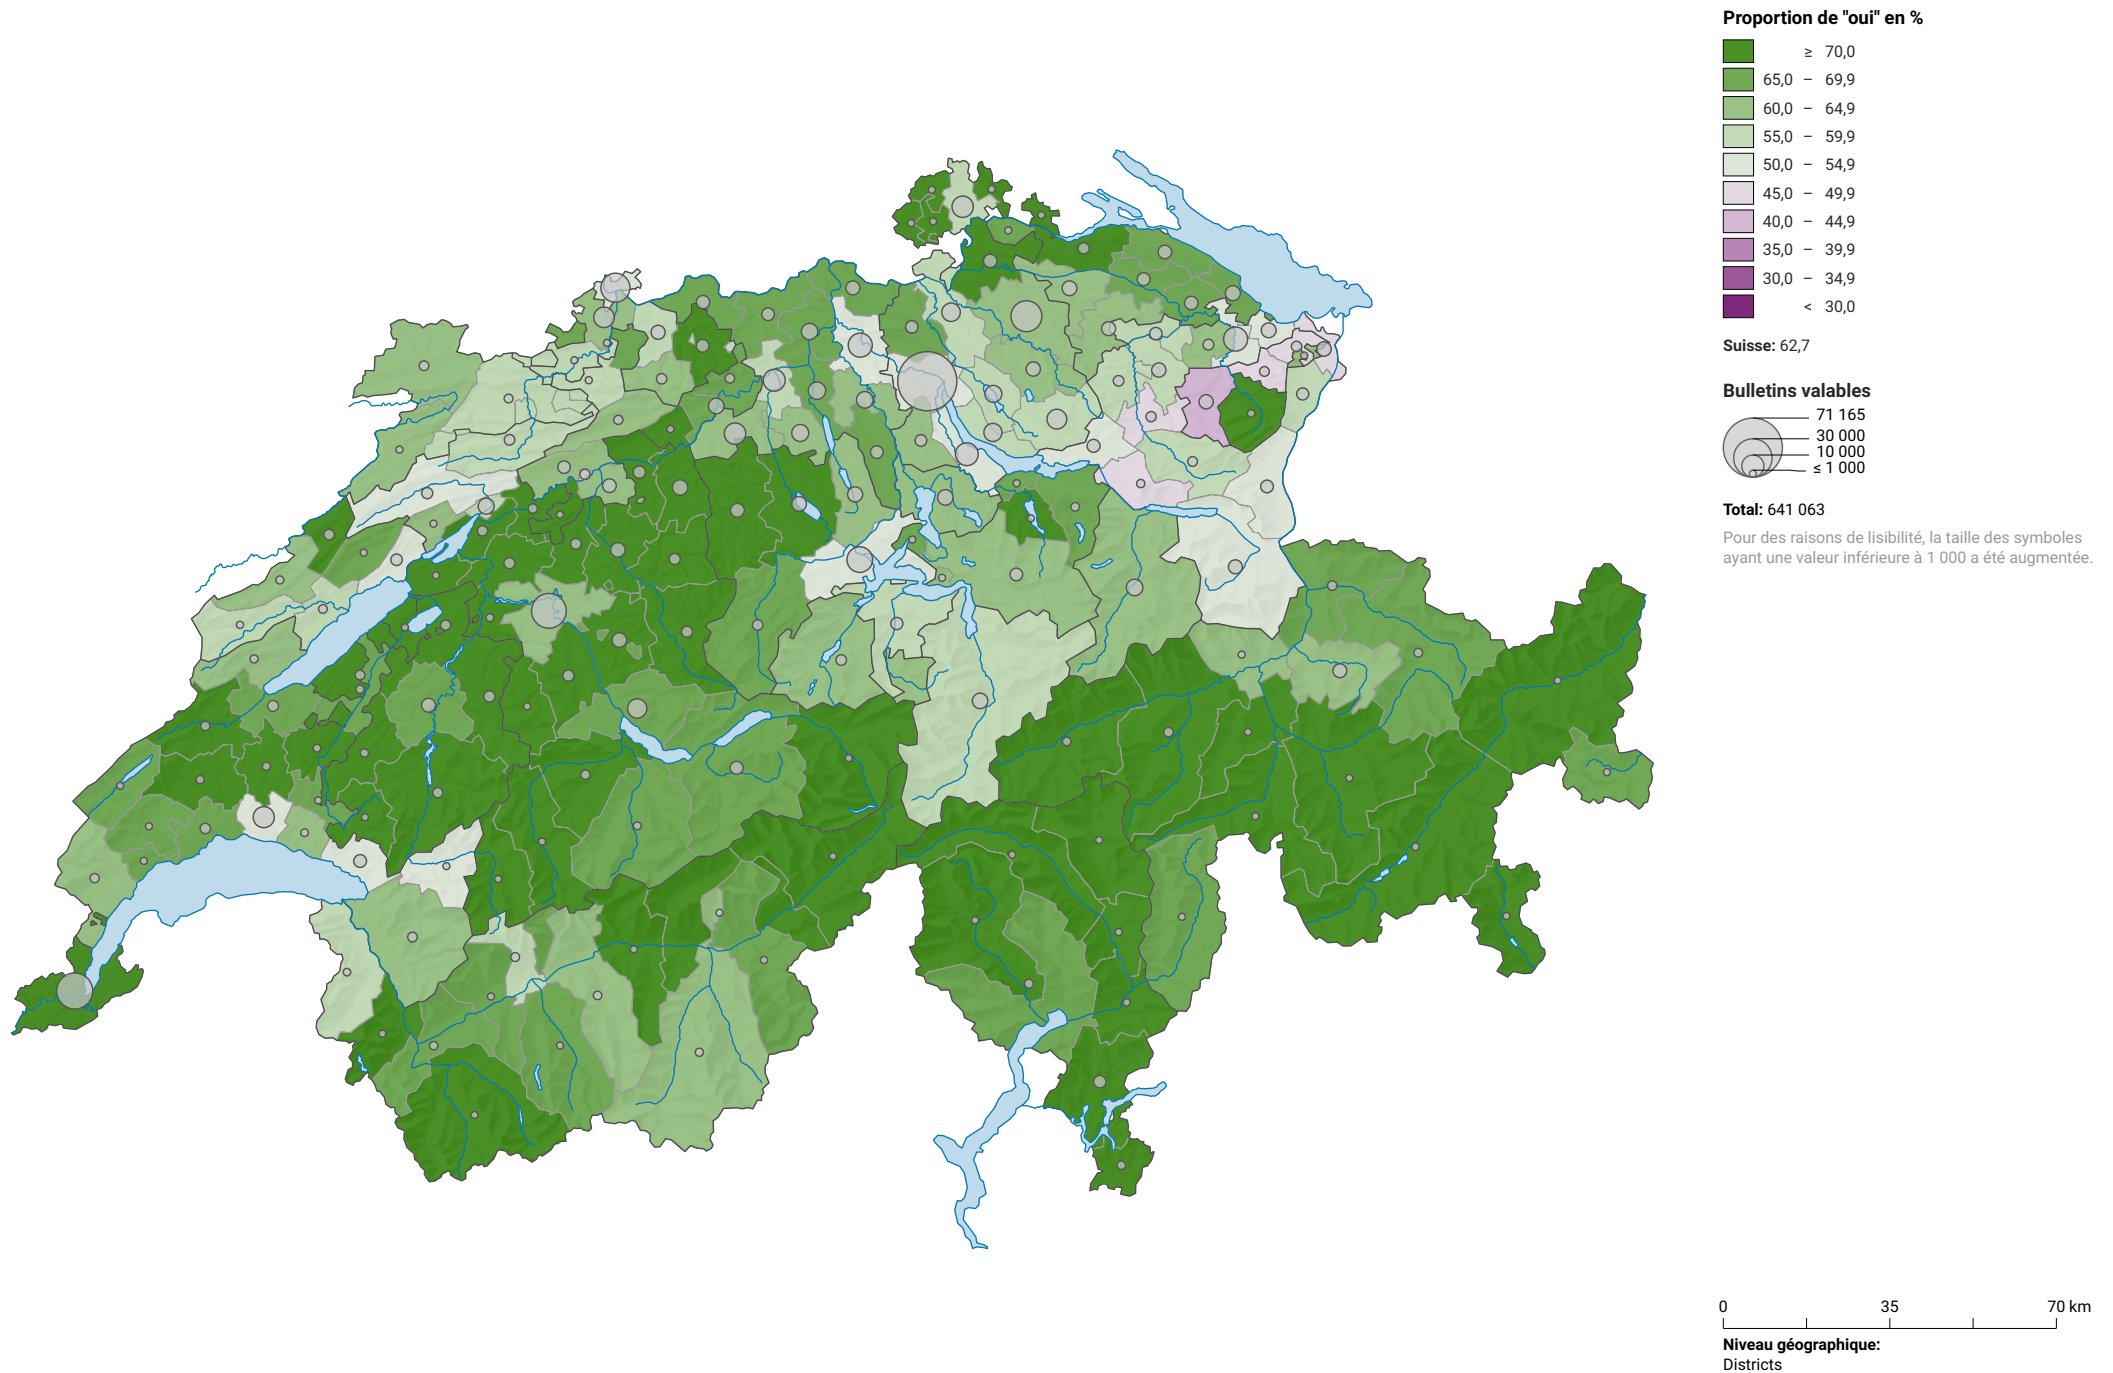 Proportion de "oui" en %
≥ 70,0
65,0 – 69,9
60,0 – 64,9
55,0 – 59,9
50,0 – 54,9
45,0 – 49,9
40,0 – 44,9
35,0 – 39,9
30,0 – 34,9
< 30,0
Suisse: 62,7
Bulletins valables
71 165
30 000
10 000
≤ 1 000
Total: 641 063
Pour des raisons de lisibilité, la taille des symboles
ayant une valeur inférieure à 1 000 a été augmentée.
0 35 70 km
Niveau géographique:
Districts